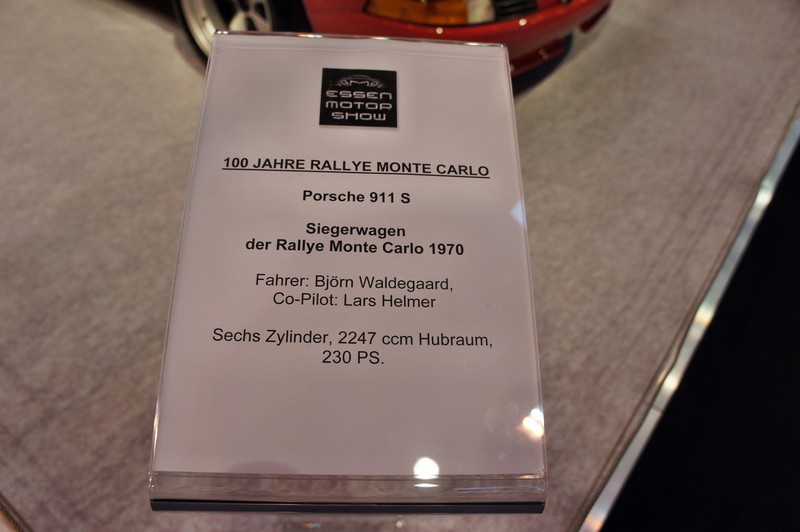 ESSEN
MOTOR
SHOW
100 JAHRE RALLYE MONTE CARLO
Porsche 911 S
Siegerwagen
der Rallye Monte Carlo 1970
Fahrer: Björn Waldegaard,
Co-Pilot: Lars Helmer
Sechs Zylinder, 2247 ccm Hubraum,
230 PS.